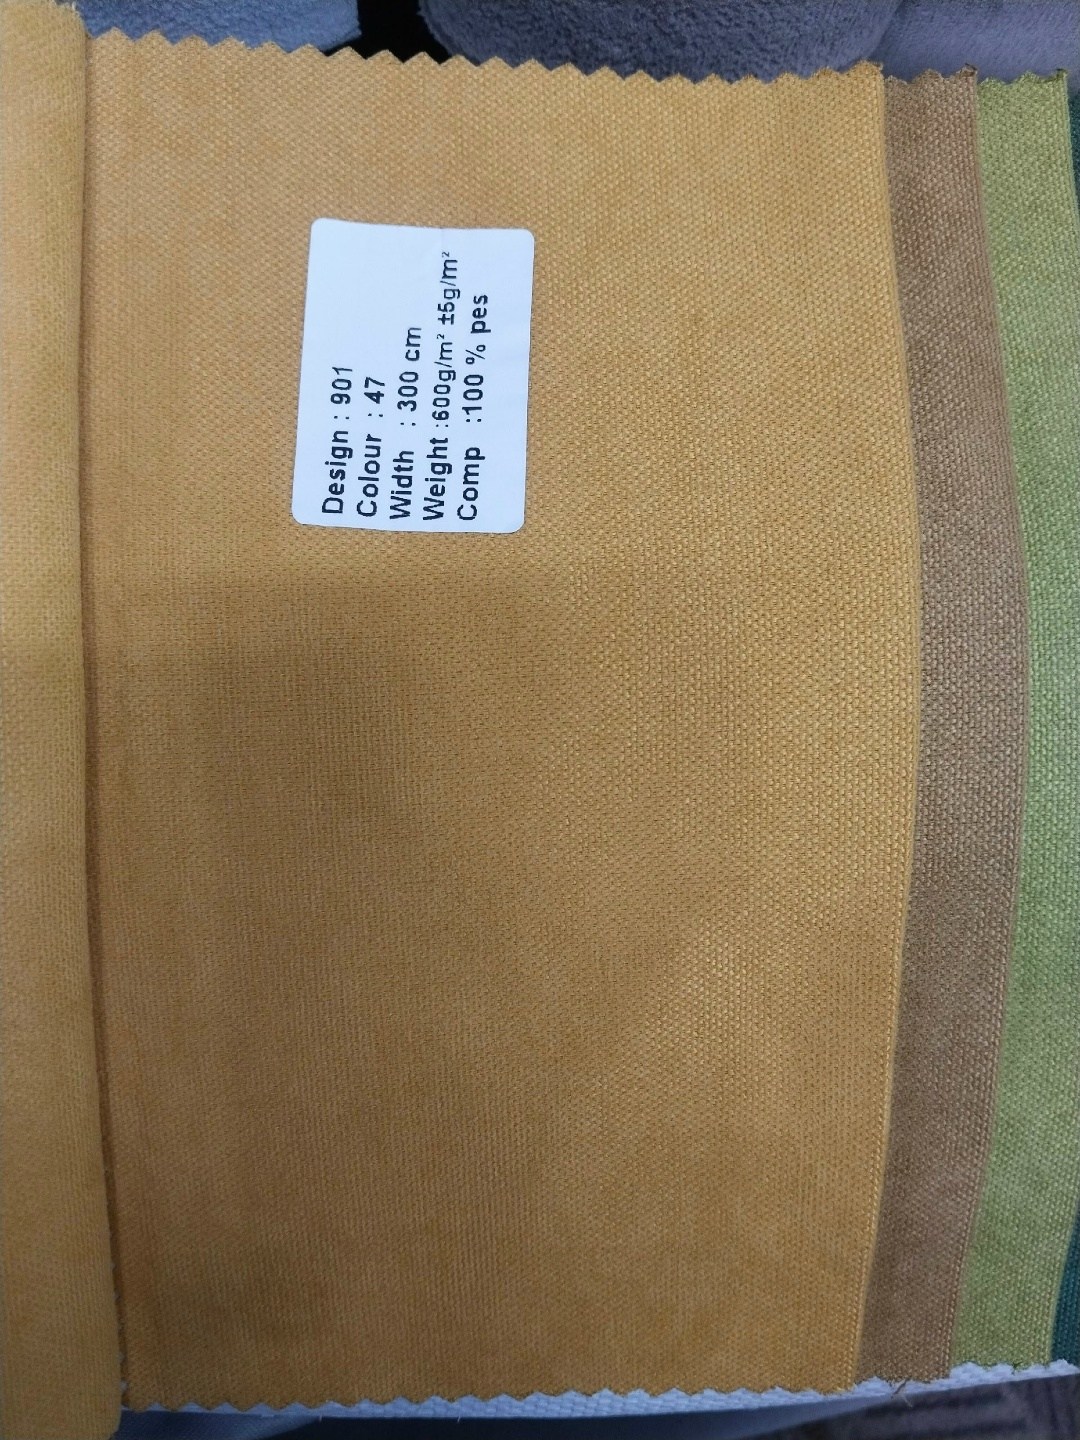 Design : 901
Colour : 47
Width : 300 cm
Weight :600g/m² ±5g/m²
Comp :100 % pes